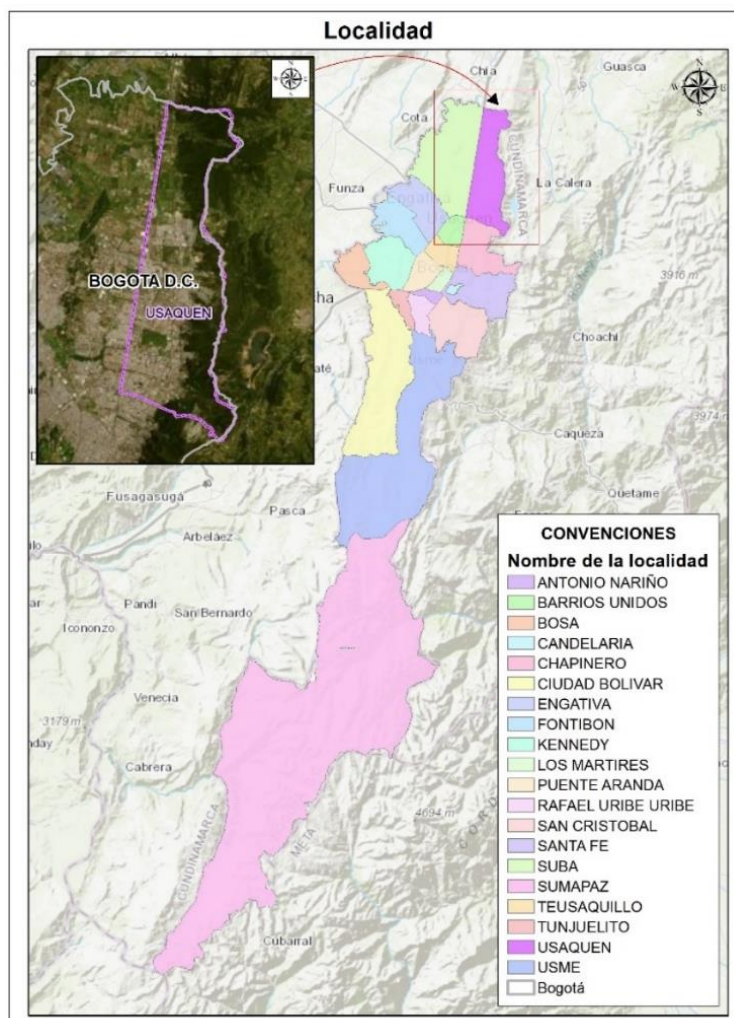 Localidad
N
BOGOTA D.C.
USAQUEN
Chia
Guasca
N
W
E
S
Cota
CUNDINAMARCA
La Calera
Funza
Engativa
3916 m
Choachi
3974 m
Caqueza
Quetame
Fusagasugá
Pasca
Arbeláez
Pandi
San Bernardo
Icononzo
Venecia
3179 m
Cabrera
4694 m
CUNDINAMARCA
META
Cubarral
CONVENCIONES
Nombre de la localidad
ANTONIO NARIÑO
BARRIOS UNIDOS
BOSA
CANDELARIA
CHAPINERO
CIUDAD BOLIVAR
ENGATIVA
FONTIBON
KENNEDY
LOS MARTIRES
PUENTE ARANDA
RAFAEL URIBE URIBE
SAN CRISTOBAL
SANTA FE
SUBA
SUMAPAZ
TEUSAQUILLO
TUNJUELITO
USAQUEN
USME
Bogotá